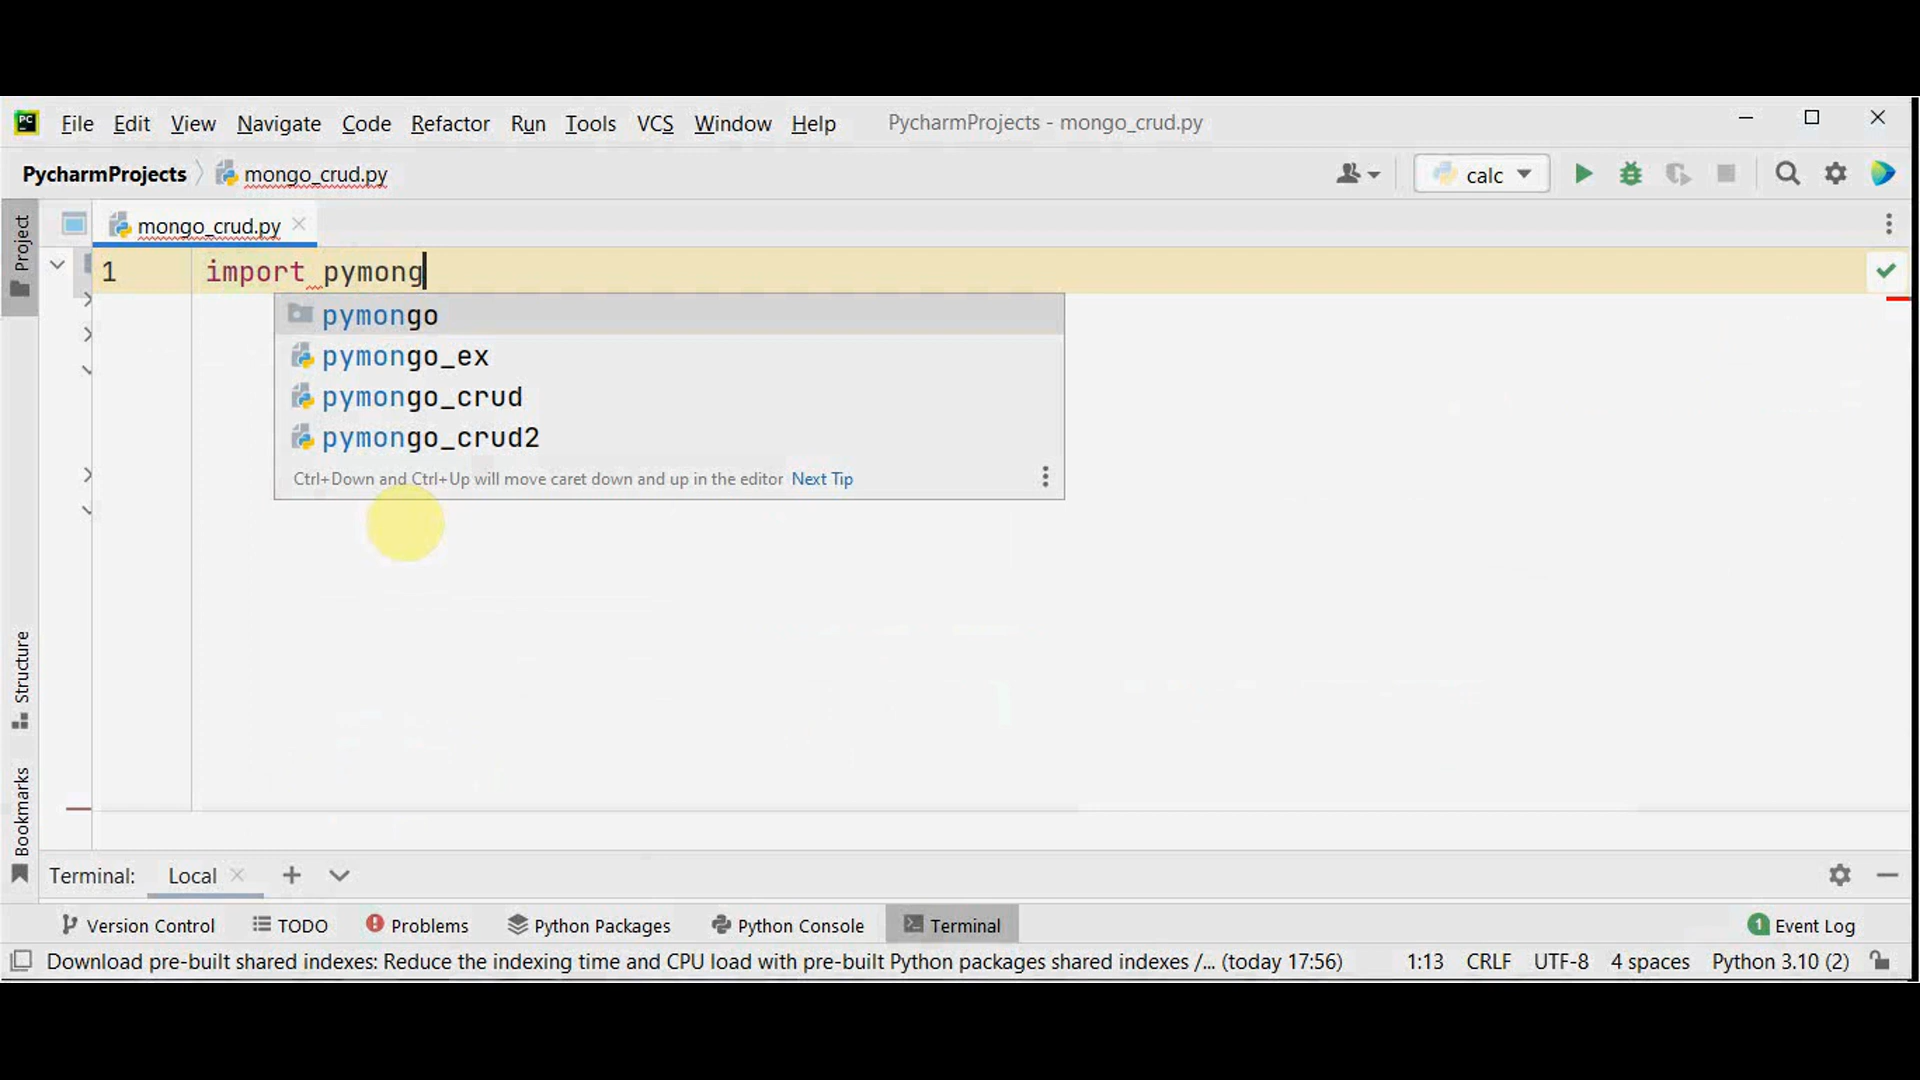 PC File Edit View Navigate Code Refactor Run Tools VCS Window Help PycharmProjects - mongo_crud.py
PycharmProjects mongo_crud.py calc
Project
mongo_crud.py
1 import pymong
pymongo
pymongo_ex
pymongo_crud
pymongo_crud2
Ctrl+Down and Ctrl+Up will move caret down and up in the editor Next Tip
Structure
Bookmarks
Terminal: Local
Version Control TODO Problems Python Packages Python Console Terminal 1 Event Log
Download pre-built shared indexes: Reduce the indexing time and CPU load with pre-built Python packages shared indexes /... (today 17:56) 1:13 CRLF UTF-8 4 spaces Python 3.10 (2)